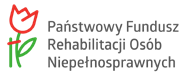 Państwowy Fundusz
Rehabilitacji Osób
Niepełnosprawnych